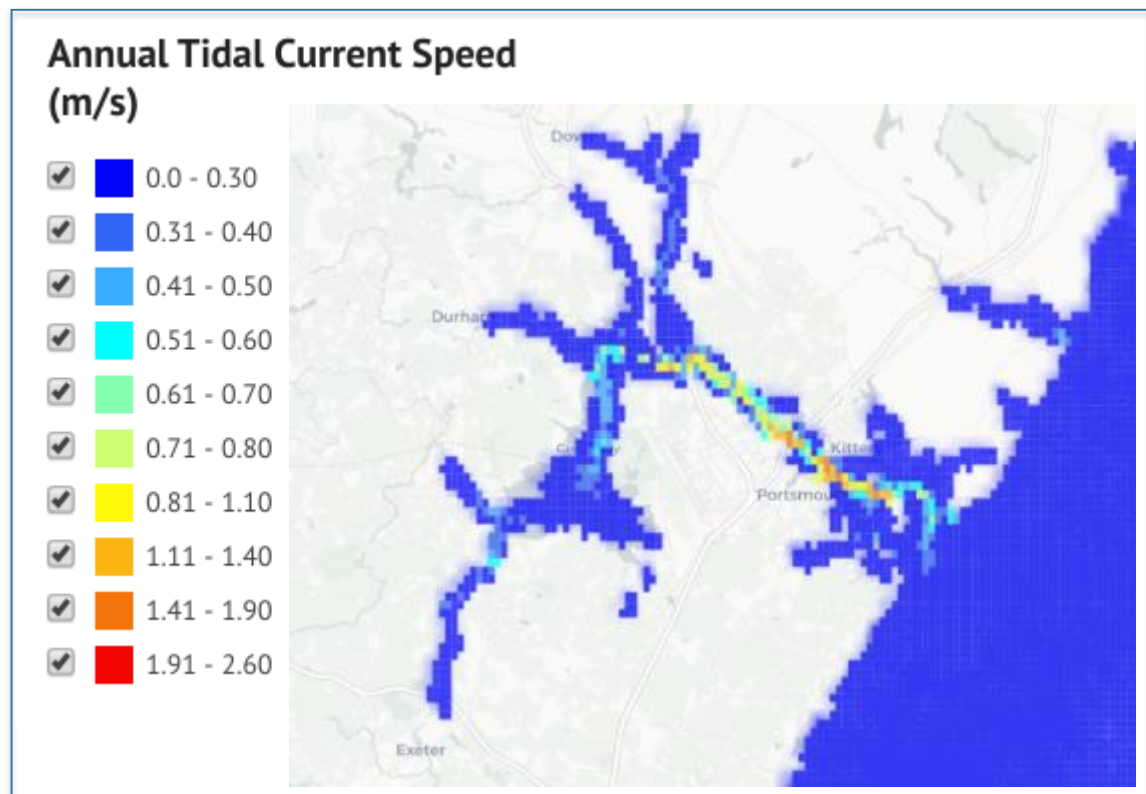 Annual Tidal Current Speed
(m/s)
0.0 - 0.30
0.31 - 0.40
0.41 - 0.50
0.51 - 0.60
0.61 - 0.70
0.71 - 0.80
0.81 - 1.10
1.11 - 1.40
1.41 - 1.90
1.91 - 2.60
Durham
Portsmou
Exeter